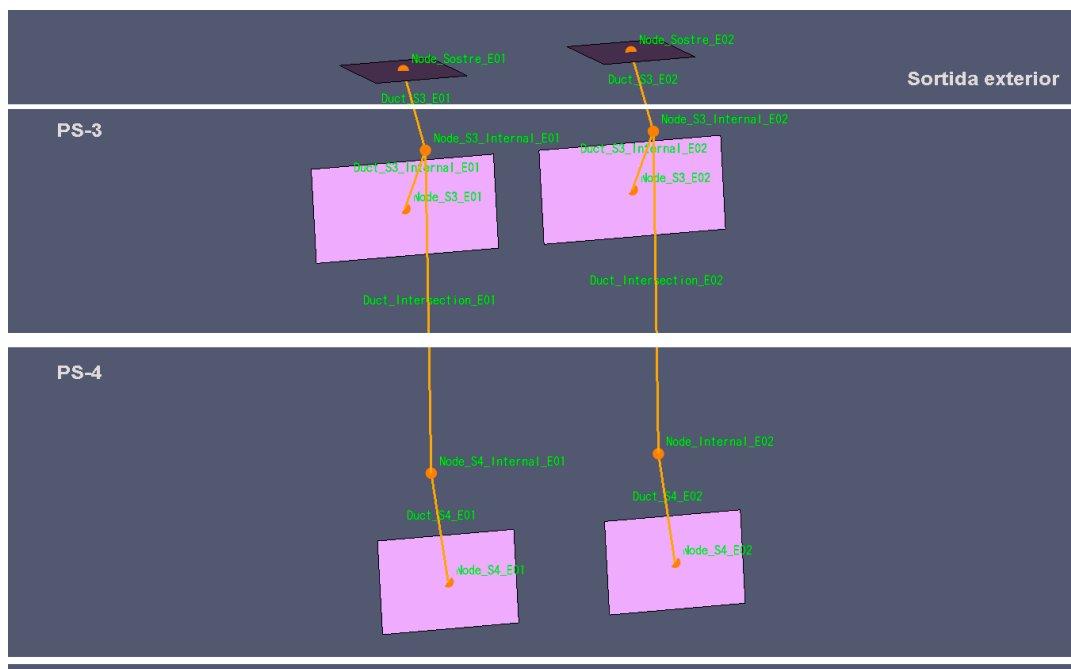 Node_Sostre_E01
Node_Sostre_E02
Duct_S3_E01
Duct_S3_E02
Sortida exterior
PS-3
Node_S3_Internal_E01
Node_S3_Internal_E02
Duct_S3_Internal_E01
Duct_S3_Internal_E02
Node_S3_E01
Node_S3_E02
Duct_Intersection_E01
Duct_Intersection_E02
PS-4
Node_S4_Internal_E01
Node_Internal_E02
Duct_S4_E01
Duct_S4_E02
Node_S4_E01
Node_S4_E02